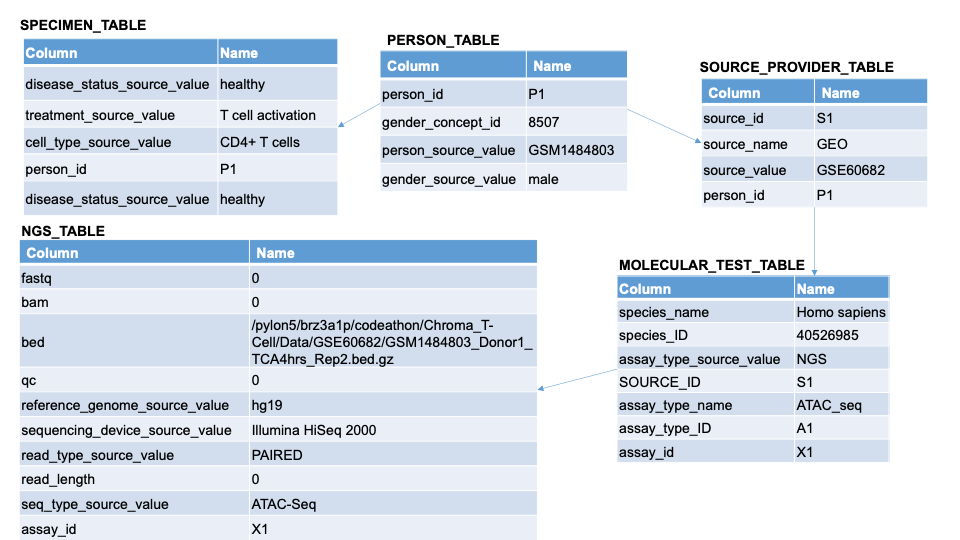 SPECIMEN_TABLE
Column Name
disease_status_source_value healthy
treatment_source_value T cell activation
cell_type_source_value CD4+ T cells
person_id P1
disease_status_source_value healthy
PERSON_TABLE
Column Name
person_id P1
gender_concept_id 8507
person_source_value GSM1484803
gender_source_value male
SOURCE_PROVIDER_TABLE
Column Name
source_id S1
source_name GEO
source_value GSE60682
person_id P1
NGS_TABLE
Column Name
fastq 0
bam 0
bed /pylon5/brz3a1p/codeathon/Chroma_T-
Cell/Data/GSE60682/GSM1484803_Donor1_
TCA4hrs_Rep2.bed.gz
qc 0
reference_genome_source_value hg19
sequencing_device_source_value Illumina HiSeq 2000
read_type_source_value PAIRED
read_length 0
seq_type_source_value ATAC-Seq
assay_id X1
MOLECULAR_TEST_TABLE
Column Name
species_name Homo sapiens
species_ID 40526985
assay_type_source_value NGS
SOURCE_ID S1
assay_type_name ATAC_seq
assay_type_ID A1
assay_id X1